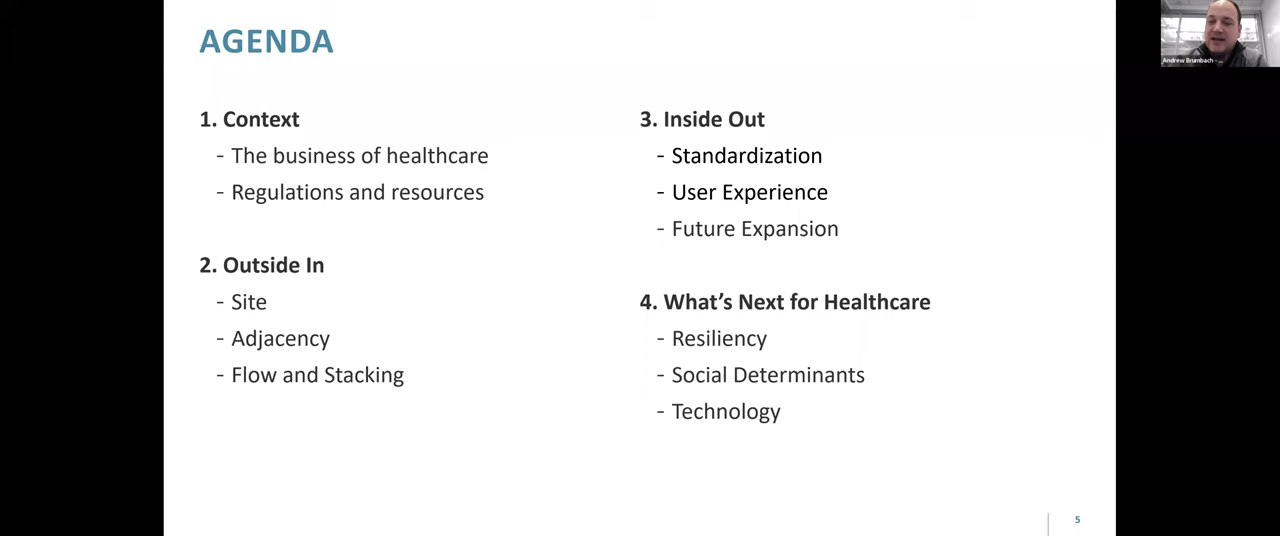 AGENDA
1. Context
- The business of healthcare
- Regulations and resources
2. Outside In
- Site
- Adjacency
- Flow and Stacking
3. Inside Out
- Standardization
- User Experience
- Future Expansion
4. What's Next for Healthcare
- Resiliency
- Social Determinants
- Technology
5
Andrew Brumbach - ...